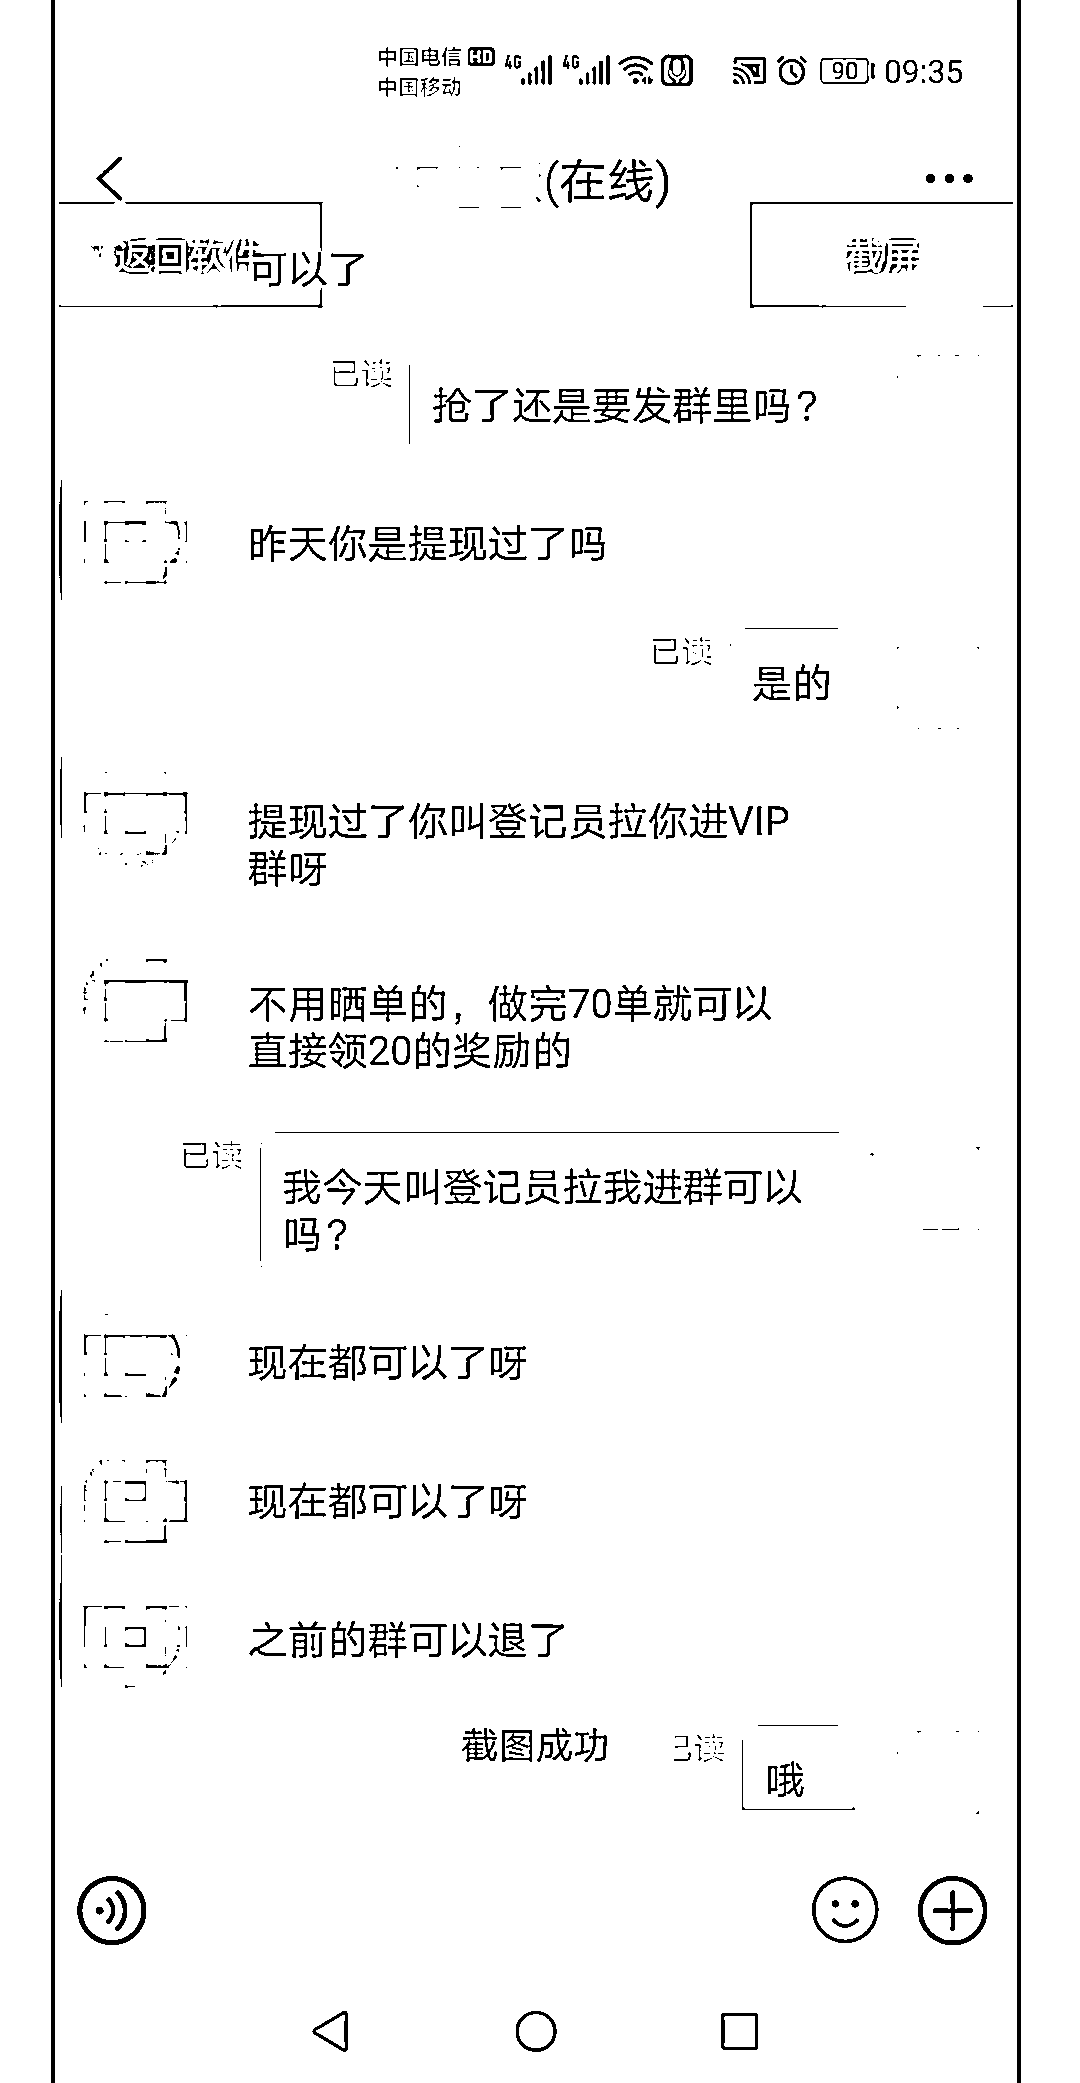 中国电信 HD 4G 4G 90 09:35
中国移动
(在线)
返回软件 可以了 截屏
已读
抢了还是要发群里吗?
昨天你是提现过了吗
已读
是的
提现过了你叫登记员拉你进VIP
群呀
不用晒单的，做完70单就可以
直接领20的奖励的
已读
我今天叫登记员拉我进群可以
吗?
现在都可以了呀
现在都可以了呀
之前的群可以退了
截图成功 已读
哦